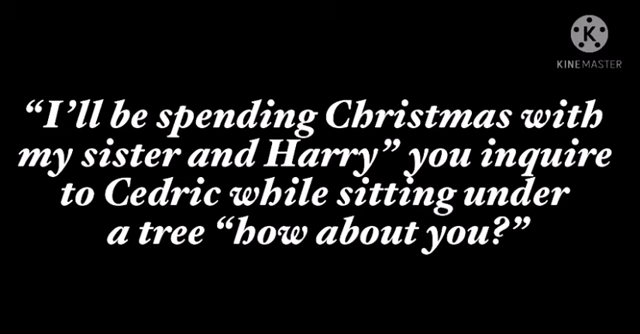 KINEMASTER
“I’ll be spending Christmas with
my sister and Harry” you inquire
to Cedric while sitting under
a tree “how about you?”